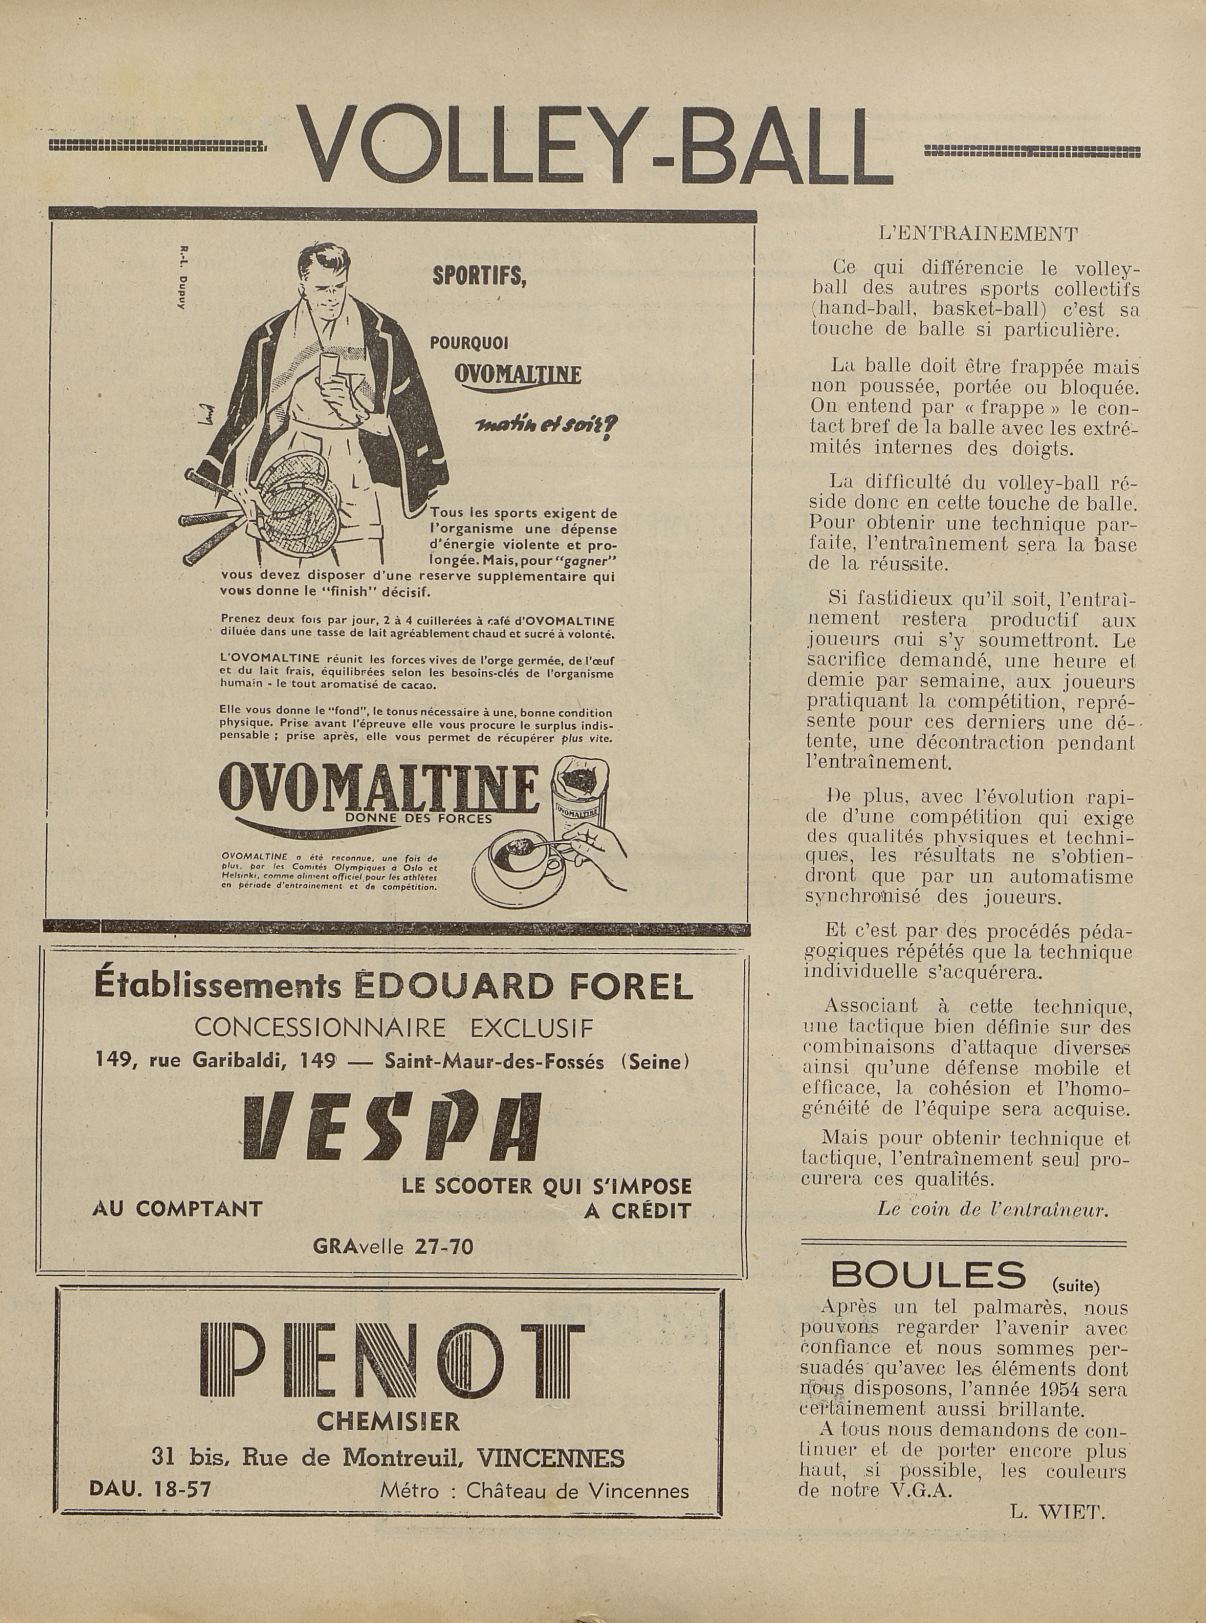 VOLLEY-BALL
R.-L. Dupuy
SPORTIFS,
POURQUOI
OVOMALTINE
matin et soir?
Tous les sports exigent de
l'organisme une dépense
d'énergie violente et pro-
longée. Mais, pour "gagner"
vous devez disposer d'une reserve supplémentaire qui
vous donne le "finish" décisif.
Prenez deux fois par jour, 2 à 4 cuillerées à café d'OVOMALTINE
diluée dans une tasse de lait agréablement chaud et sucré à volonté.
L'OVOMALTINE réunit les forces vives de l'orge germée, de l'œuf
et du lait frais, équilibrées selon les besoins-clés de l'organisme
humain - le tout aromatisé de cacao.
Elle vous donne le "fond", le tonus nécessaire à une, bonne condition
physique. Prise avant l'épreuve elle vous procure le surplus indis-
pensable ; prise après, elle vous permet de récupérer plus vite.
OVOMALTINE
DONNE DES FORCES
OVOMALTINE
OVOMALTINE a été reconnue, une fois de
plus, par les Comités Olympiques d Oslo et
Helsinki, comme aliment officiel pour les athlètes
en période d'entrainement et de compétition.
Établissements ÉDOUARD FOREL
CONCESSIONNAIRE EXCLUSIF
149, rue Garibaldi, 149 — Saint-Maur-des-Fossés (Seine)
VESPA
LE SCOOTER QUI S'IMPOSE
AU COMPTANT A CRÉDIT
GRAvelle 27-70
PENOT
CHEMISIER
31 bis, Rue de Montreuil, VINCENNES
DAU. 18-57 Métro : Château de Vincennes
L'ENTRAINEMENT
Ce qui différencie le volley-
ball des autres sports collectifs
(hand-ball, basket-ball) c'est sa
touche de balle si particulière.
La balle doit être frappée mais
non poussée, portée ou bloquée.
On entend par « frappe » le con-
tact bref de la balle avec les extré-
mités internes des doigts.
La difficulté du volley-ball ré-
side donc en cette touche de balle.
Pour obtenir une technique par-
faite, l'entraînement sera la base
de la réussite.
Si fastidieux qu'il soit, l'entraî-
nement restera productif aux
joueurs qui s'y soumettront. Le
sacrifice demandé, une heure et
demie par semaine, aux joueurs
pratiquant la compétition, repré-
sente pour ces derniers une dé-
tente, une décontraction pendant
l'entraînement.
De plus, avec l'évolution rapi-
de d'une compétition qui exige
des qualités physiques et techni-
ques, les résultats ne s'obtien-
dront que par un automatisme
synchronisé des joueurs.
Et c'est par des procédés péda-
gogiques répétés que la technique
individuelle s'acquérera.
Associant à cette technique,
une tactique bien définie sur des
combinaisons d'attaque diverses
ainsi qu'une défense mobile et
efficace, la cohésion et l'homo-
généité de l'équipe sera acquise.
Mais pour obtenir technique et
tactique, l'entraînement seul pro-
curera ces qualités.
Le coin de l'entraîneur.
BOULES (suite)
Après un tel palmarès, nous
pouvons regarder l'avenir avec
confiance et nous sommes per-
suadés qu'avec les éléments dont
nous disposons, l'année 1954 sera
certainement aussi brillante.
A tous nous demandons de con-
tinuer et de porter encore plus
haut, si possible, les couleurs
de notre V.G.A.
L. WIET.